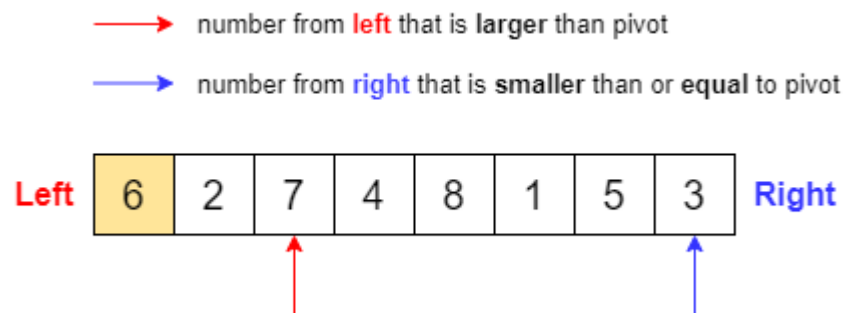 number from left that is larger than pivot
number from right that is smaller than or equal to pivot
Left 6 2 7 4 8 1 5 3 Right